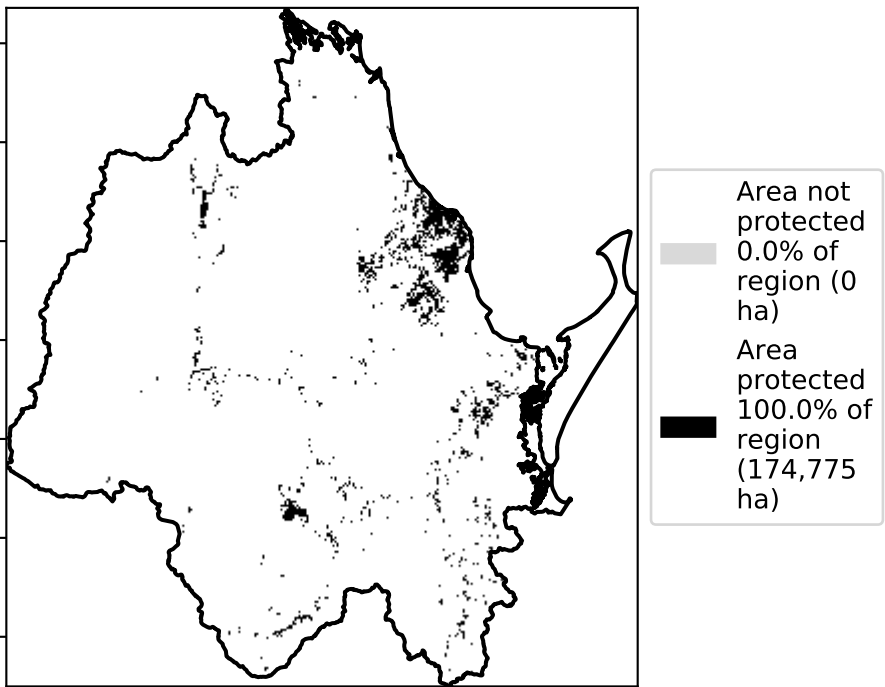 Area not
protected
0.0% of
region (0
ha)
Area
protected
100.0% of
region
(174,775
ha)